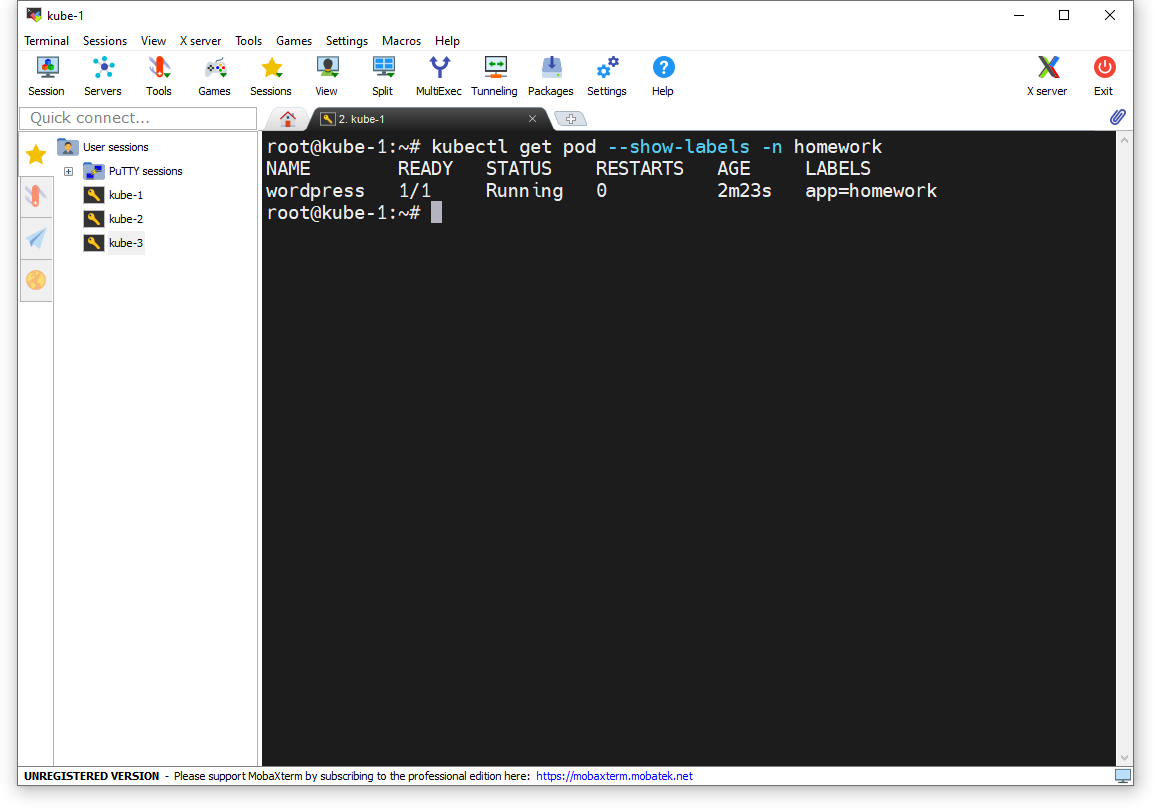 kube-1
Terminal Sessions View X server Tools Games Settings Macros Help
Session Servers Tools Games Sessions View Split MultiExec Tunneling Packages Settings Help X server Exit
Quick connect...
2. kube-1
User sessions
PuTTY sessions
kube-1
kube-2
kube-3
root@kube-1:~# kubectl get pod --show-labels -n homework
NAME READY STATUS RESTARTS AGE LABELS
wordpress 1/1 Running 0 2m23s app=homework
root@kube-1:~#
UNREGISTERED VERSION - Please support MobaXterm by subscribing to the professional edition here: https://mobaxterm.mobatek.net